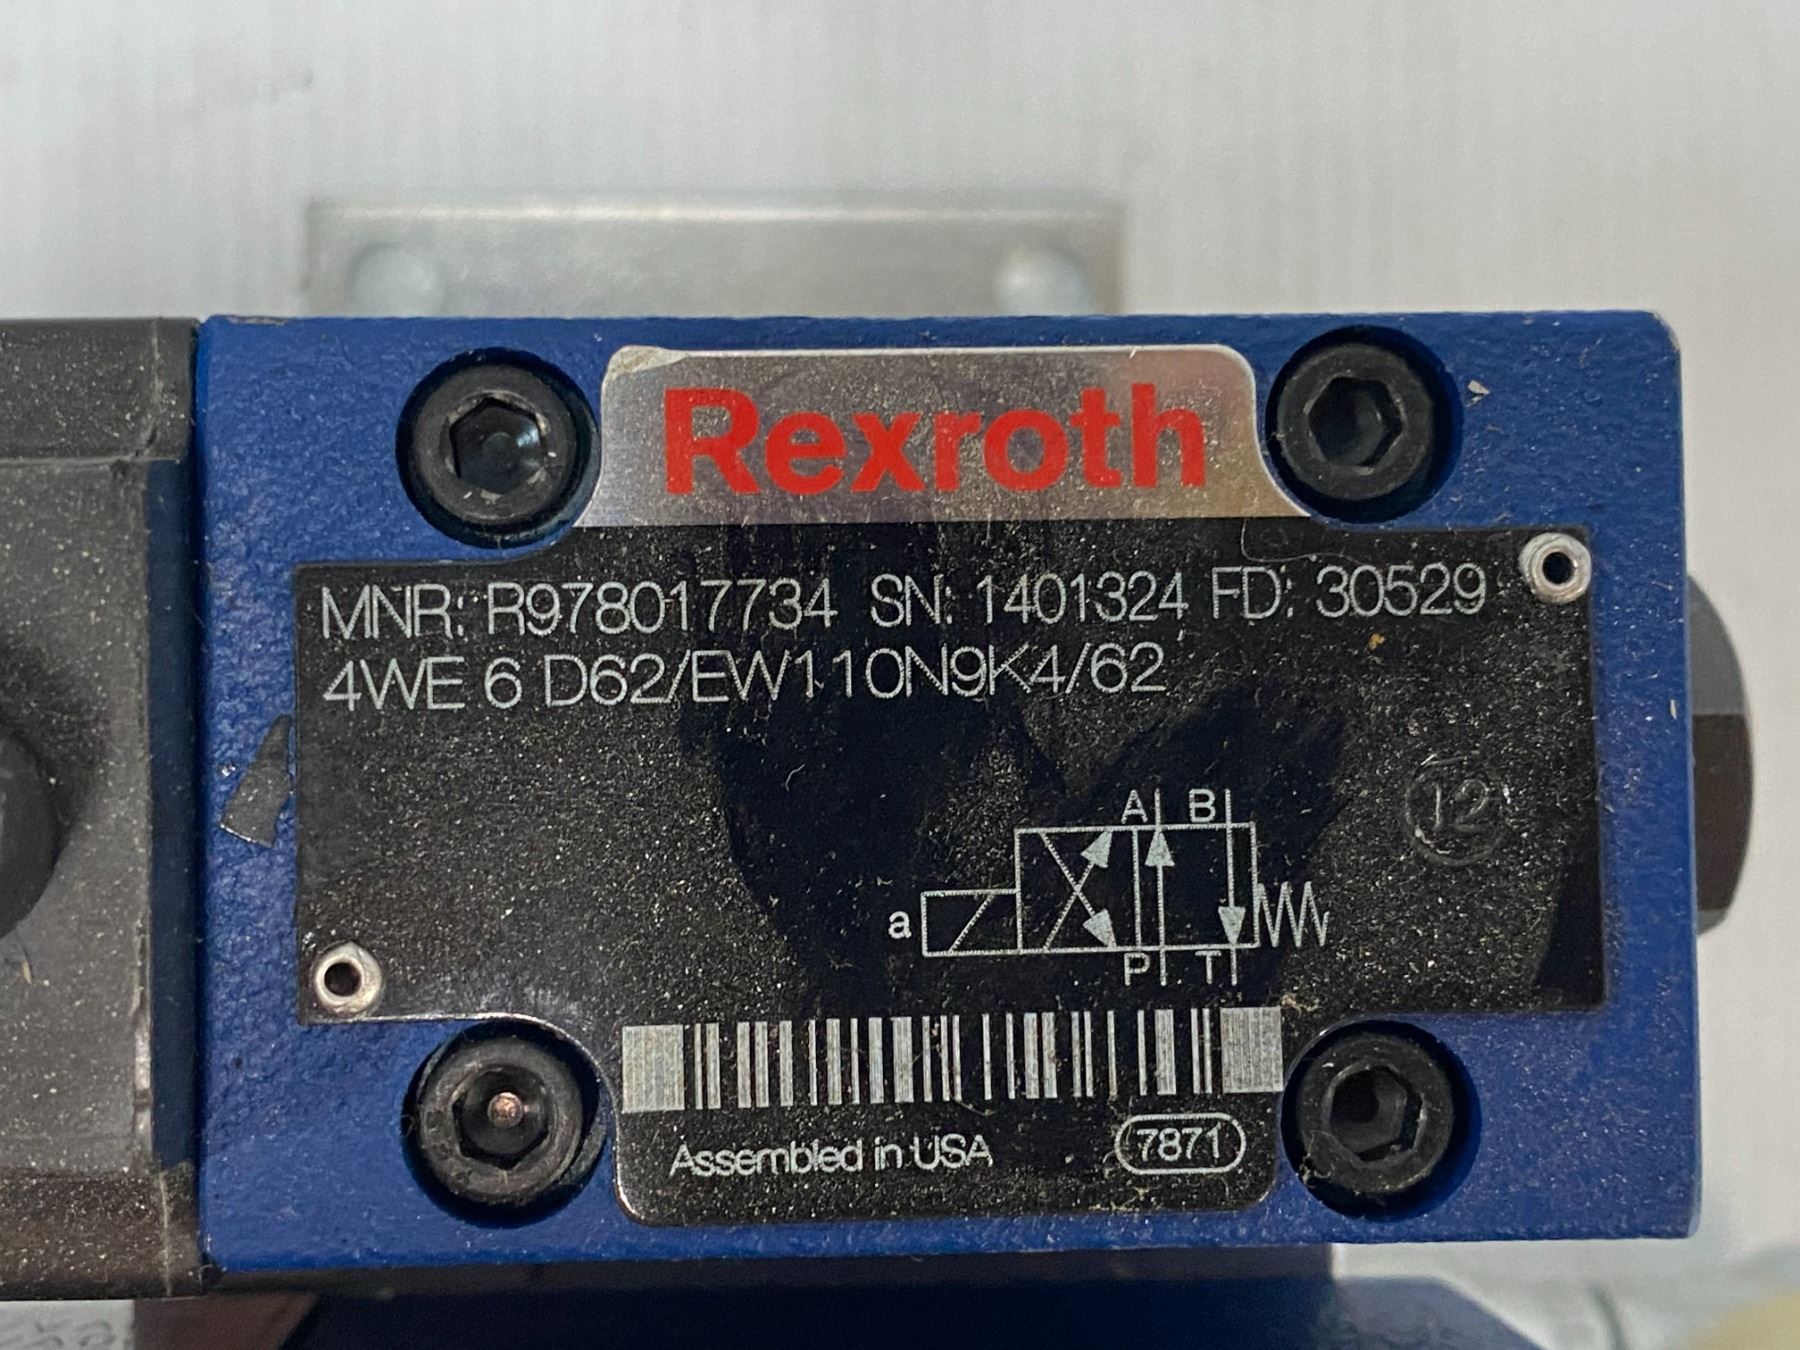 Rexroth
MNR: R978017734 SN: 1401324 FD: 30529
4WE 6 D62/EW110N9K4/62
12
A B
a
P T
Assembled in USA 7871